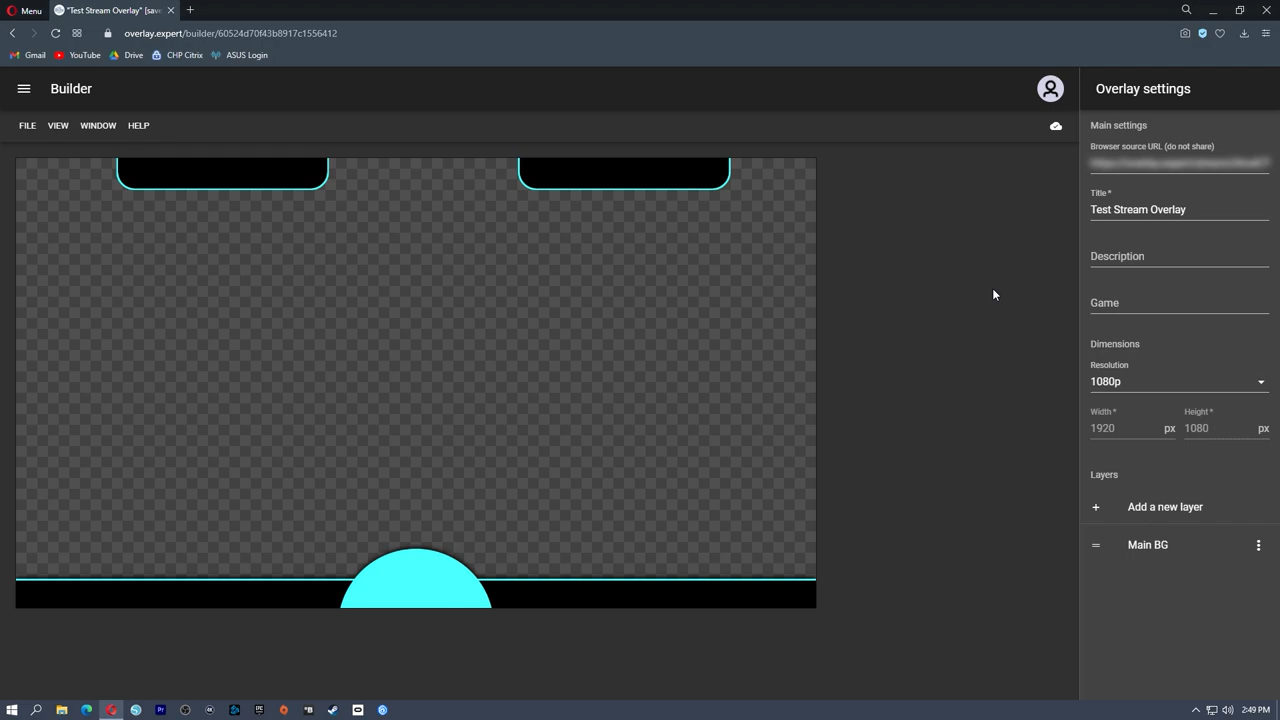 Menu
"Test Stream Overlay" [save
overlay.expert/builder/60524d70f43b8917c1556412
Gmail
YouTube
Drive
CHP Citrix
ASUS Login
Builder
Overlay settings
FILE
VIEW
WINDOW
HELP
Main settings
Browser source URL (do not share)
Title *
Test Stream Overlay
Description
Game
Dimensions
Resolution
1080p
Width *
Height *
1920
px
1080
px
Layers
+ Add a new layer
Main BG
2:49 PM